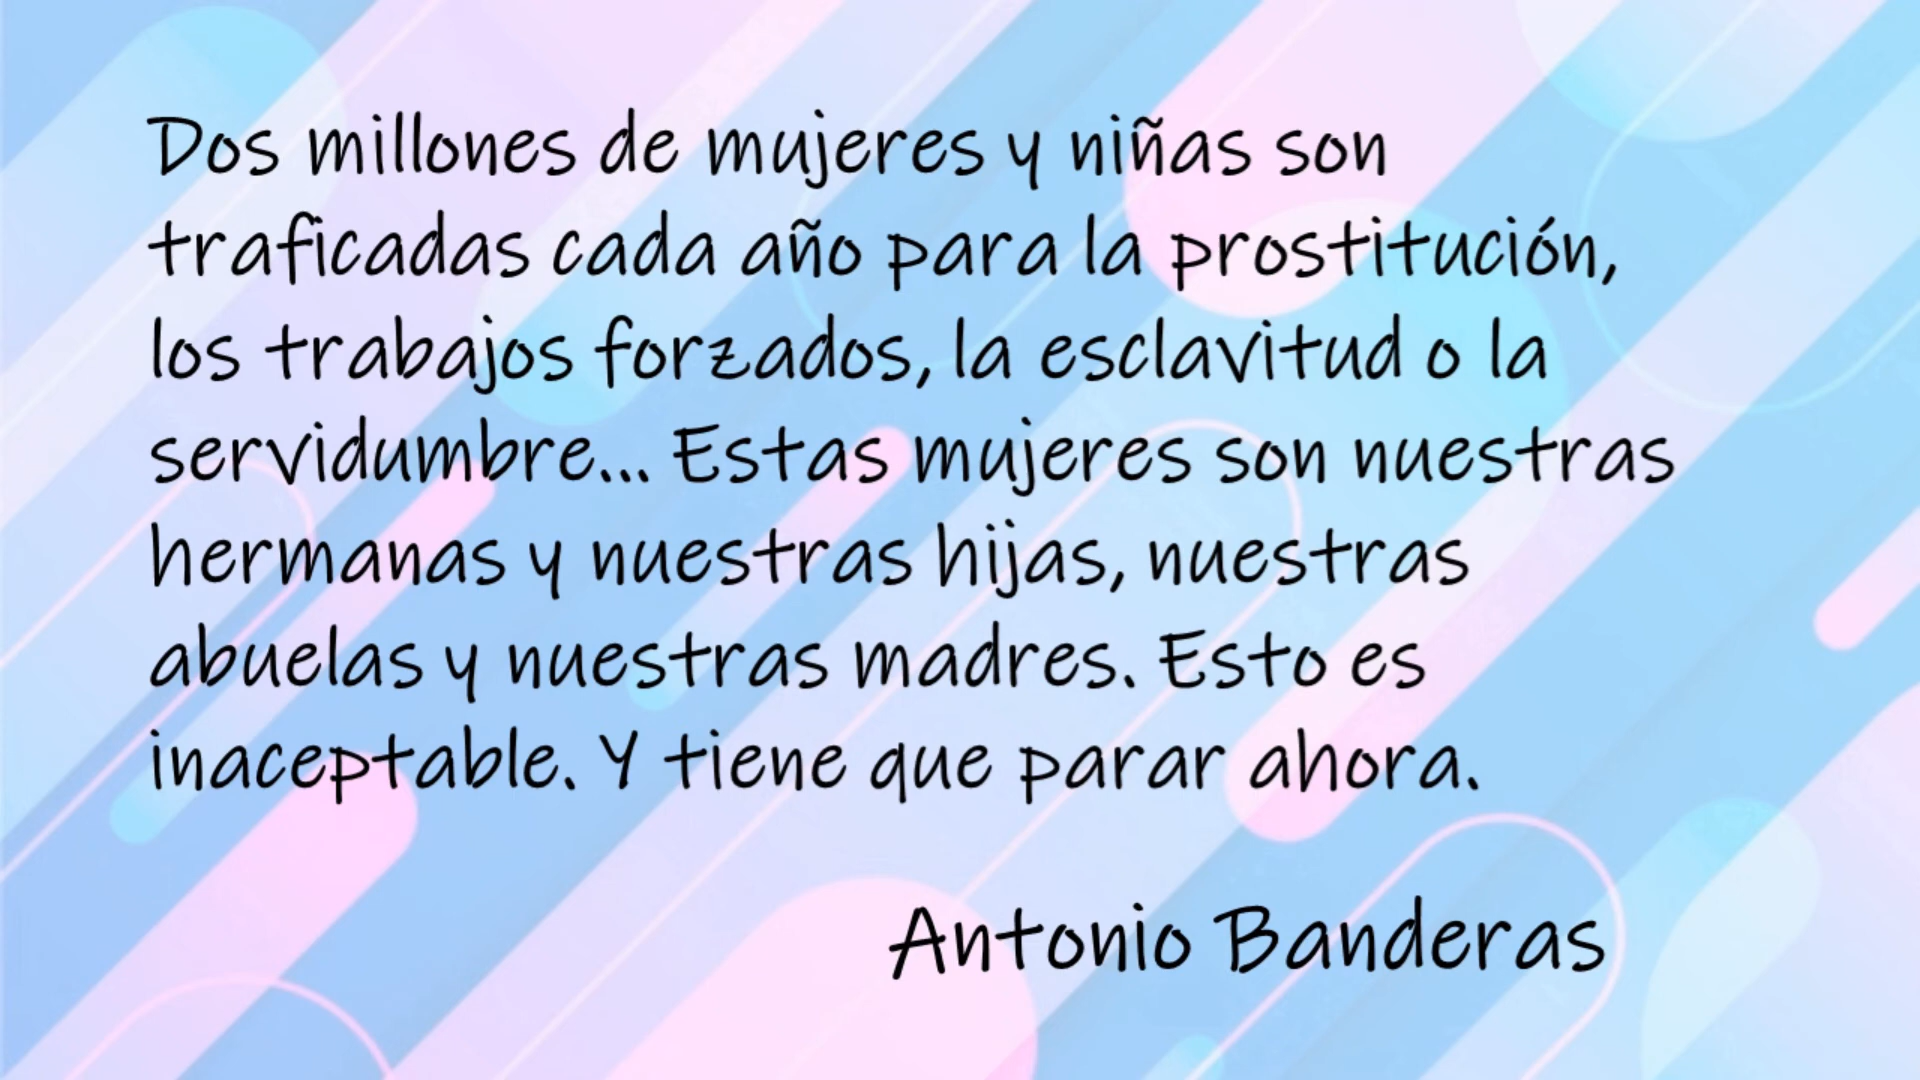 Dos millones de mujeres y niñas son
traficadas cada año para la prostitución,
los trabajos forzados, la esclavitud o la
servidumbre... Estas mujeres son nuestras
hermanas y nuestras hijas, nuestras
abuelas y nuestras madres. Esto es
inaceptable. Y tiene que parar ahora.
Antonio Banderas